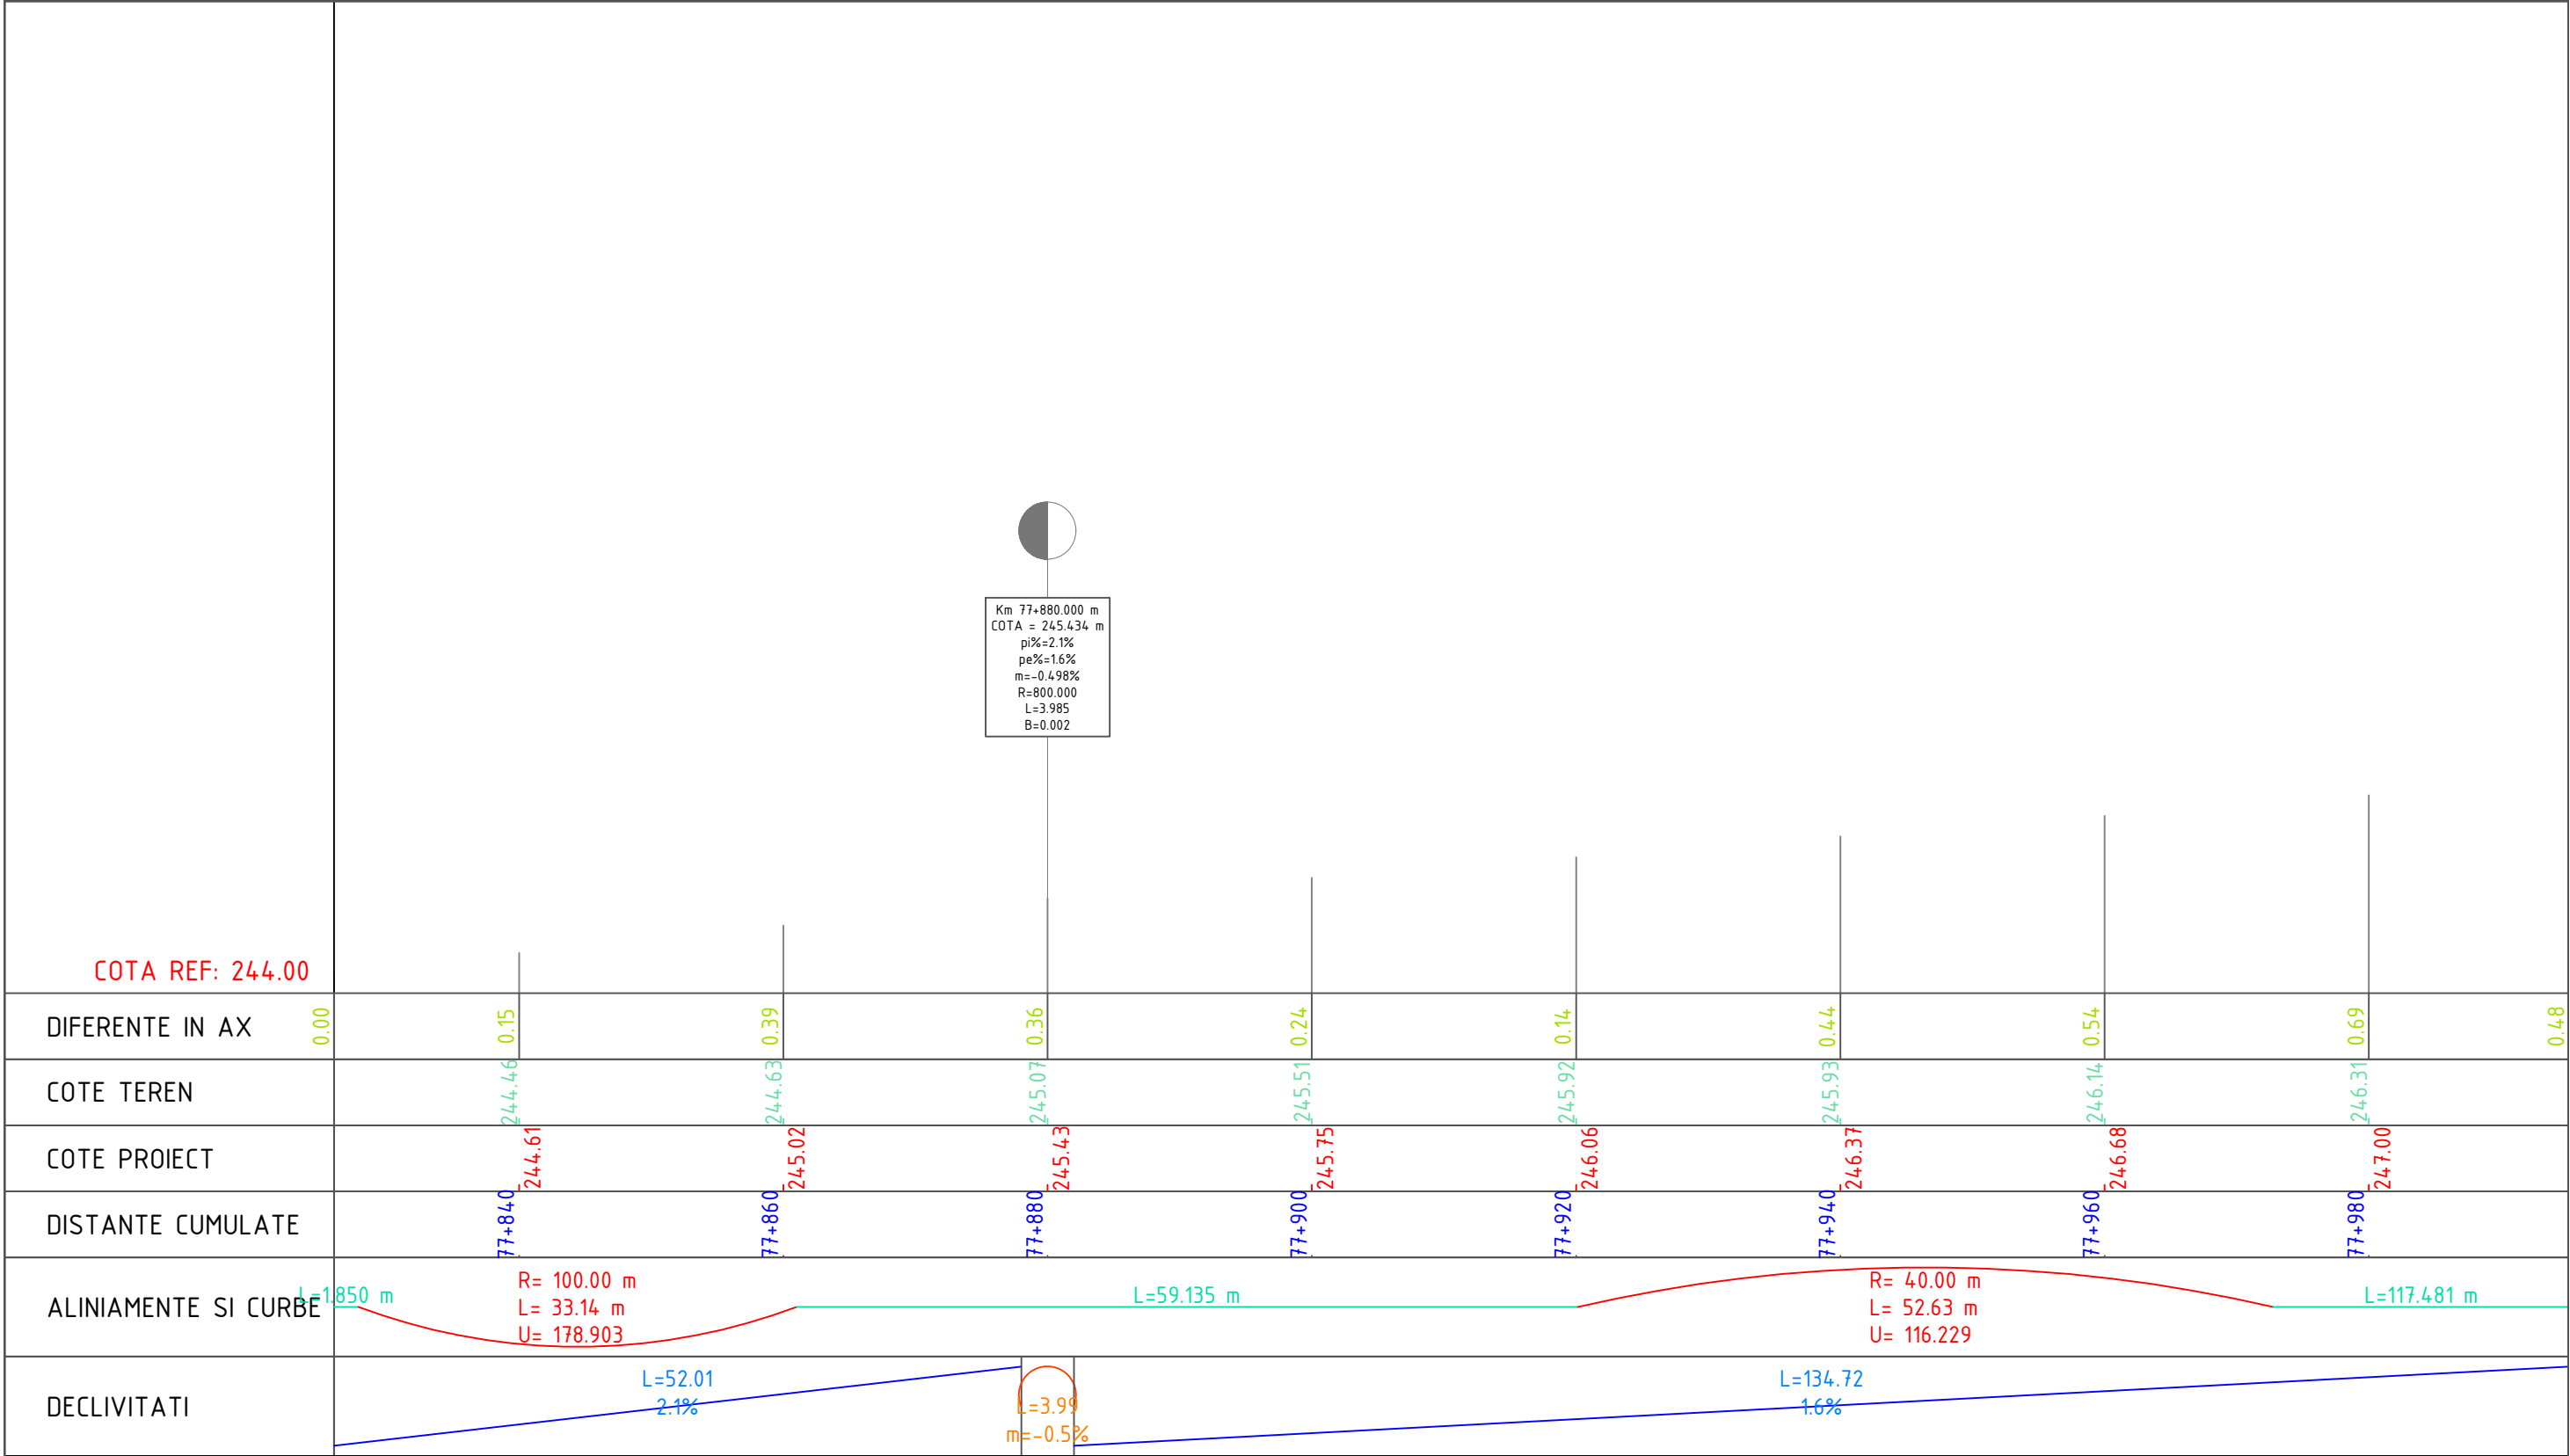 Km 77+880.000 m
COTA = 245.434 m
pi%=2.1%
pe%=1.6%
m=-0.498%
R=800.000
L=3.985
B=0.002
COTA REF: 244.00
DIFERENTE IN AX 0.00 0.15 0.39 0.36 0.24 0.14 0.44 0.54 0.69 0.48
COTE TEREN 244.46 244.63 245.07 245.51 245.92 245.93 246.14 246.31
COTE PROIECT 244.61 245.02 245.43 245.75 246.06 246.37 246.68 247.00
DISTANTE CUMULATE 77+840 77+860 77+880 77+900 77+920 77+940 77+960 77+980
ALINIAMENTE SI CURBE
L=1.850 m
R= 100.00 m
L= 33.14 m
U= 178.903
L=59.135 m
R= 40.00 m
L= 52.63 m
U= 116.229
L=117.481 m
DECLIVITATI
L=52.01
2.1%
L=3.99
m=-0.5%
L=134.72
1.6%